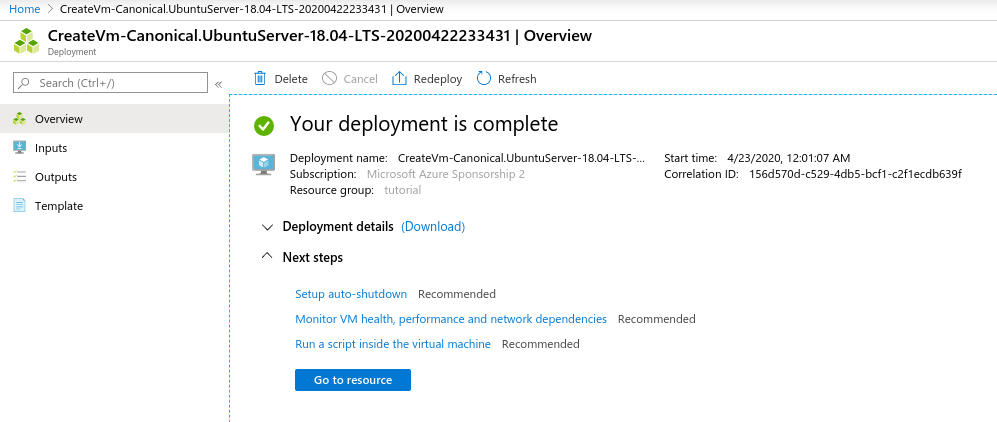 Home > CreateVm-Canonical.UbuntuServer-18.04-LTS-20200422233431 | Overview
CreateVm-Canonical.UbuntuServer-18.04-LTS-20200422233431 | Overview
Deployment
Search (Ctrl+/)
«
Delete
Cancel
Redeploy
Refresh
Overview
Inputs
Outputs
Template
Your deployment is complete
Deployment name: CreateVm-Canonical.UbuntuServer-18.04-LTS-...
Subscription: Microsoft Azure Sponsorship 2
Resource group: tutorial
Start time: 4/23/2020, 12:01:07 AM
Correlation ID: 156d570d-c529-4db5-bcf1-c2f1ecdb639f
Deployment details (Download)
Next steps
Setup auto-shutdown Recommended
Monitor VM health, performance and network dependencies Recommended
Run a script inside the virtual machine Recommended
Go to resource